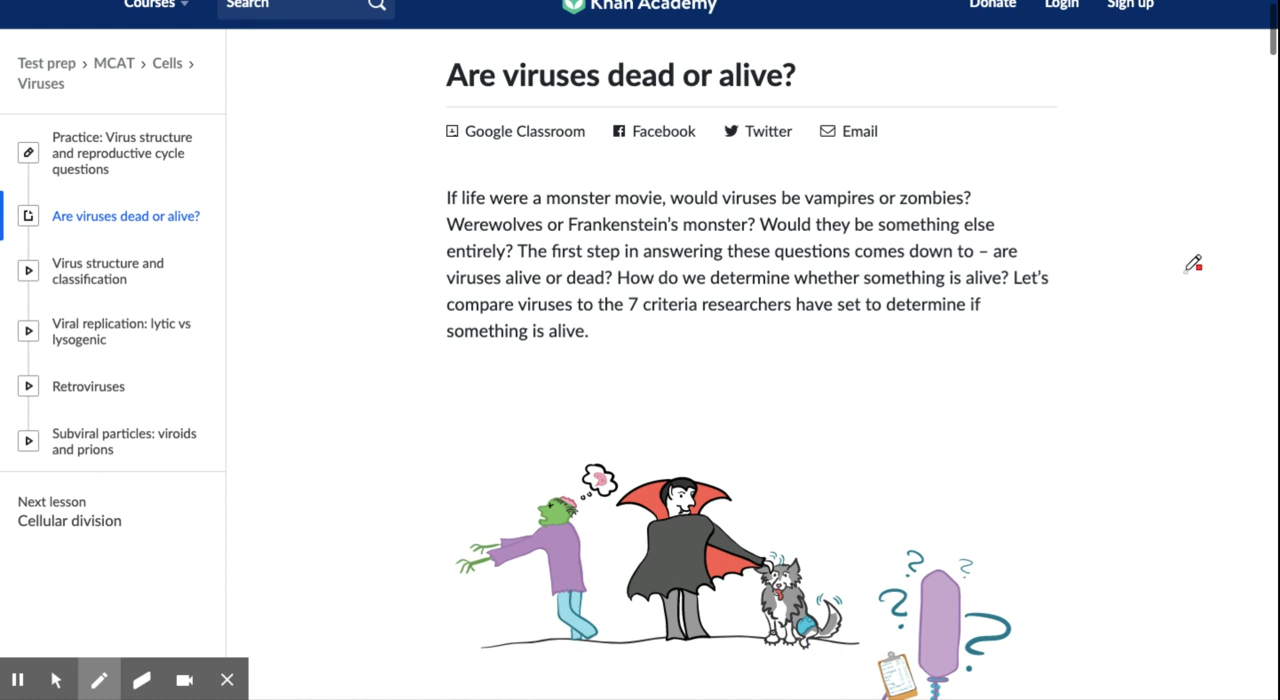 Courses
Search
Khan Academy
Donate
Login
Sign up
Test prep > MCAT > Cells >
Viruses
Practice: Virus structure
and reproductive cycle
questions
Are viruses dead or alive?
Virus structure and
classification
Viral replication: lytic vs
lysogenic
Retroviruses
Subviral particles: viroids
and prions
Next lesson
Cellular division
Are viruses dead or alive?
Google Classroom
Facebook
Twitter
Email
If life were a monster movie, would viruses be vampires or zombies?
Werewolves or Frankenstein’s monster? Would they be something else
entirely? The first step in answering these questions comes down to – are
viruses alive or dead? How do we determine whether something is alive? Let’s
compare viruses to the 7 criteria researchers have set to determine if
something is alive.
? ?
? ?